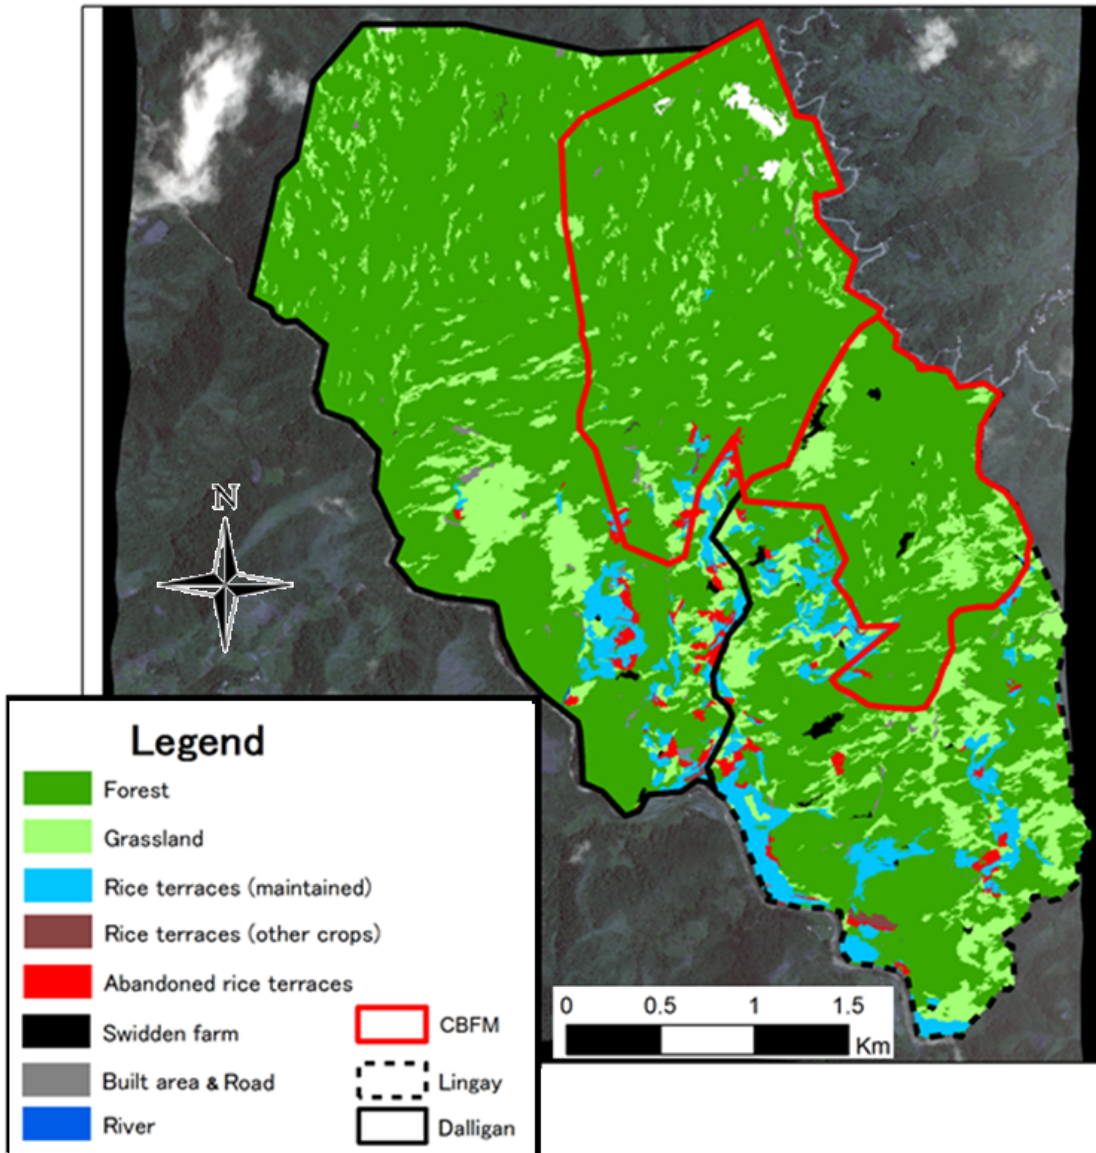 N
Legend
Forest
Grassland
Rice terraces (maintained)
Rice terraces (other crops)
Abandoned rice terraces
Swidden farm
Built area & Road
River
CBFM
Lingay
Dalligan
0 0.5 1 1.5
Km